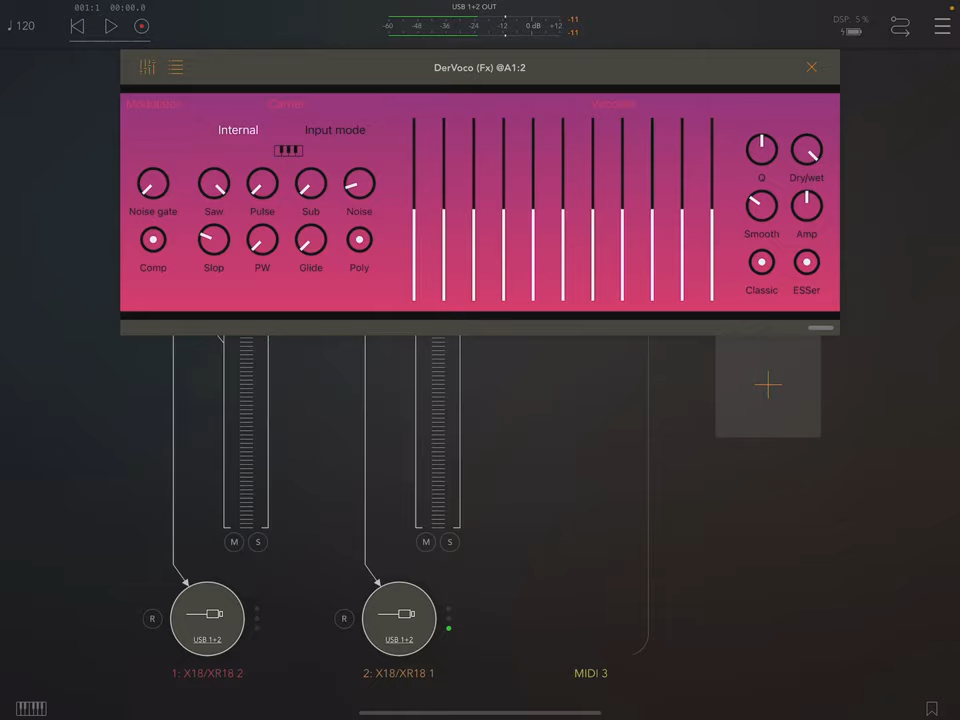 001:1 00:00.0
USB 1+2 OUT
♩ 120
-60 -48 -36 -24 -12 0 dB +12
-11
-11
DSP: 5 %
DerVoco (Fx) @A1:2
Modulator Carrier Vocoder
Internal Input mode
Noise gate Saw Pulse Sub Noise
Q Dry/wet
Comp Slop PW Glide Poly
Smooth Amp
Classic ESSer
M S M S
R USB 1+2 R USB 1+2
1: X18/XR18 2 2: X18/XR18 1 MIDI 3